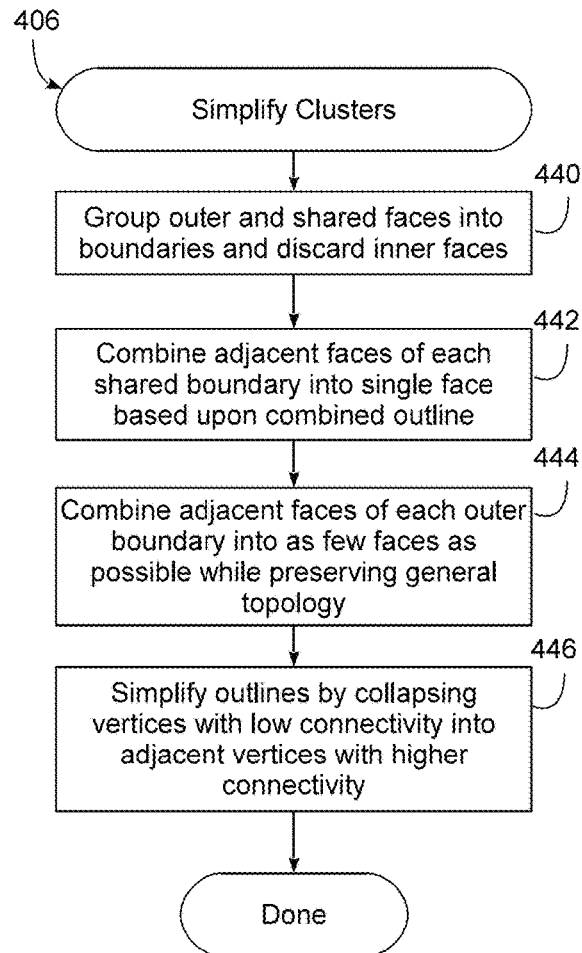 406
Simplify Clusters
440
Group outer and shared faces into
boundaries and discard inner faces
442
Combine adjacent faces of each
shared boundary into single face
based upon combined outline
444
Combine adjacent faces of each outer
boundary into as few faces as
possible while preserving general
topology
446
Simplify outlines by collapsing
vertices with low connectivity into
adjacent vertices with higher
connectivity
Done